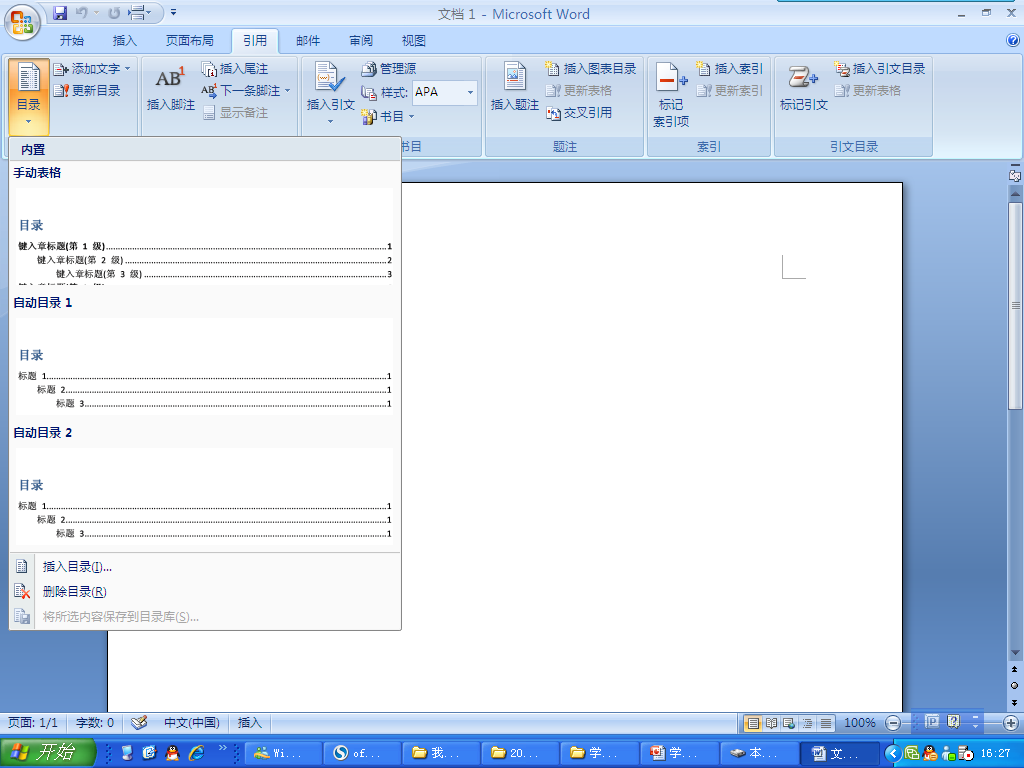 文档 1 - Microsoft Word
开始 插入 页面布局 引用 邮件 审阅 视图
目录
添加文字
更新目录
AB¹
插入脚注
插入尾注
AB
下一条脚注
显示备注
插入引文
管理源
样式: APA
书目
书目
插入题注
插入图表目录
更新表格
交叉引用
题注
标记
索引项
插入索引
更新索引
索引
标记引文
插入引文目录
更新表格
引文目录
内置
手动表格
目录
键入章标题(第 1 级)...1
键入章标题(第 2 级)...2
键入章标题(第 3 级)...3
自动目录 1
目录
标题 1...1
标题 2...1
标题 3...1
自动目录 2
目录
标题 1...1
标题 2...1
标题 3...1
插入目录(I)...
删除目录(R)
将所选内容保存到目录库(S)...
页面: 1/1 字数: 0 中文(中国) 插入 100%
开始 Wi... of... 我... 20... 学... 学... 本... 文... 16:27